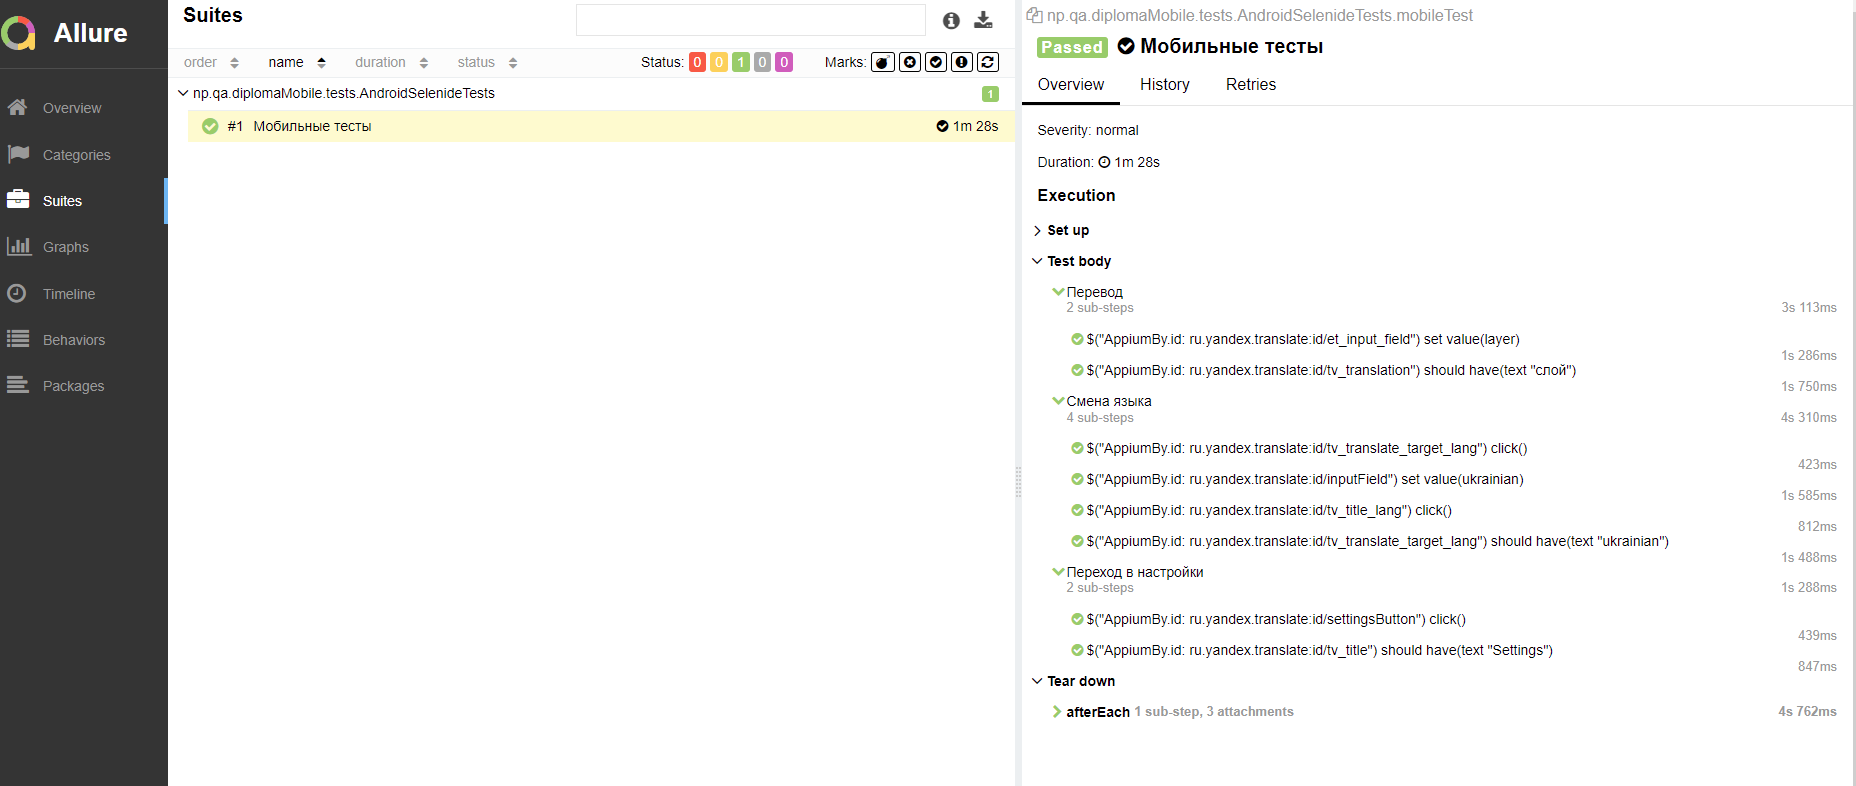 Allure
Overview
Categories
Suites
Graphs
Timeline
Behaviors
Packages
Suites
order name duration status Status: 0 0 1 0 0 Marks:
np.qa.diplomaMobile.tests.AndroidSelenideTests 1
#1 Мобильные тесты 1m 28s
np.qa.diplomaMobile.tests.AndroidSelenideTests.mobileTest
Passed Мобильные тесты
Overview History Retries
Severity: normal
Duration: 1m 28s
Execution
Set up
Test body
Перевод
2 sub-steps 3s 113ms
$("AppiumBy.id: ru.yandex.translate:id/et_input_field") set value(layer)
1s 286ms
$("AppiumBy.id: ru.yandex.translate:id/tv_translation") should have(text "слой")
1s 750ms
Смена языка
4 sub-steps 4s 310ms
$("AppiumBy.id: ru.yandex.translate:id/tv_translate_target_lang") click()
423ms
$("AppiumBy.id: ru.yandex.translate:id/inputField") set value(ukrainian)
1s 585ms
$("AppiumBy.id: ru.yandex.translate:id/tv_title_lang") click()
812ms
$("AppiumBy.id: ru.yandex.translate:id/tv_translate_target_lang") should have(text "ukrainian")
1s 488ms
Переход в настройки
2 sub-steps 1s 288ms
$("AppiumBy.id: ru.yandex.translate:id/settingsButton") click()
439ms
$("AppiumBy.id: ru.yandex.translate:id/tv_title") should have(text "Settings")
847ms
Tear down
afterEach 1 sub-step, 3 attachments 4s 762ms